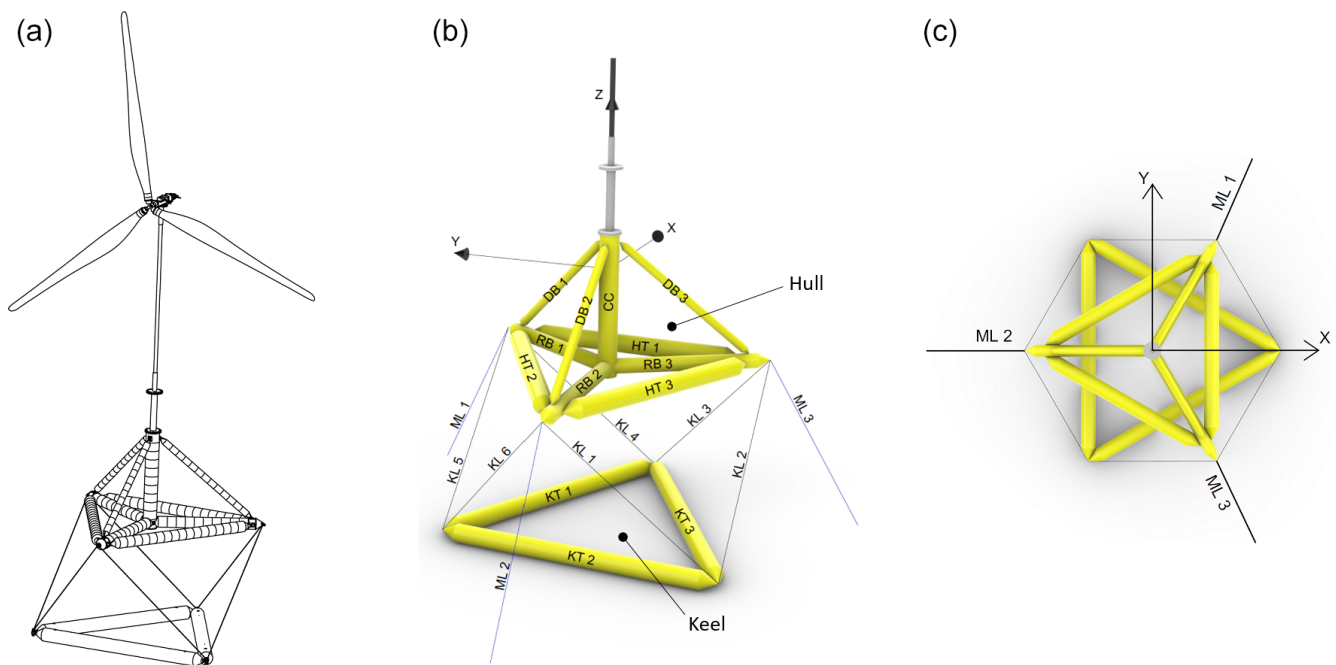 (a)
(b)
(c)
Z
X
Y
DB 1
DB 2
CC
DB 3
Hull
RB 1
HT 1
HT 2
RB 2
RB 3
HT 3
ML 1
KL 5
KL 6
KL 1
KL 4
KL 3
KL 2
ML 3
KT 1
KT 3
KT 2
ML 2
Keel
Y
ML 1
ML 2
X
ML 3